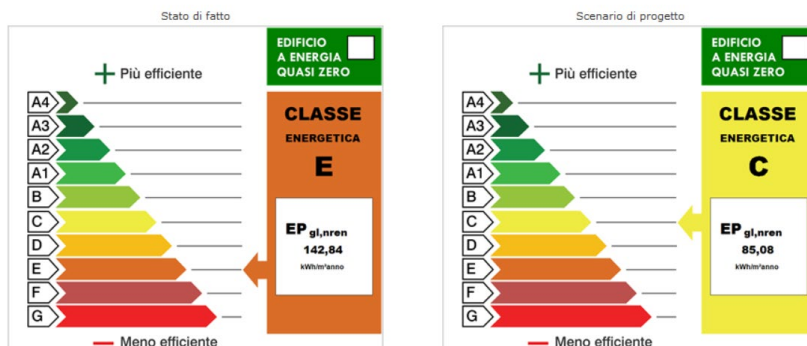 Stato di fatto
EDIFICIO
A ENERGIA
QUASI ZERO
+ Più efficiente
A4
A3
A2
A1
B
C
D
E
F
G
CLASSE
ENERGETICA
E
EP gl,nren
142,84
kWh/m²anno
— Meno efficiente
Scenario di progetto
EDIFICIO
A ENERGIA
QUASI ZERO
+ Più efficiente
A4
A3
A2
A1
B
C
D
E
F
G
CLASSE
ENERGETICA
C
EP gl,nren
85,08
kWh/m²anno
— Meno efficiente